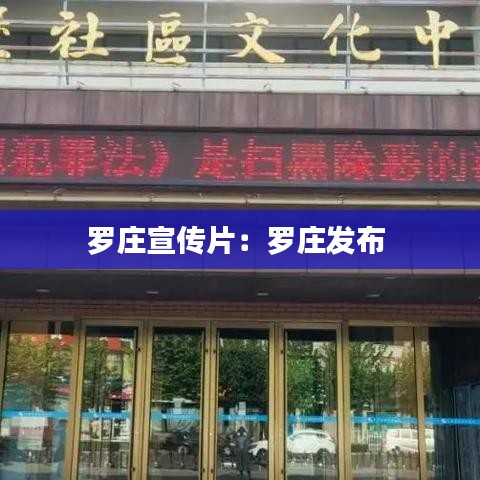 社區文化中
犯罪法》是扫黑除恶的
罗庄宣传片：罗庄发布